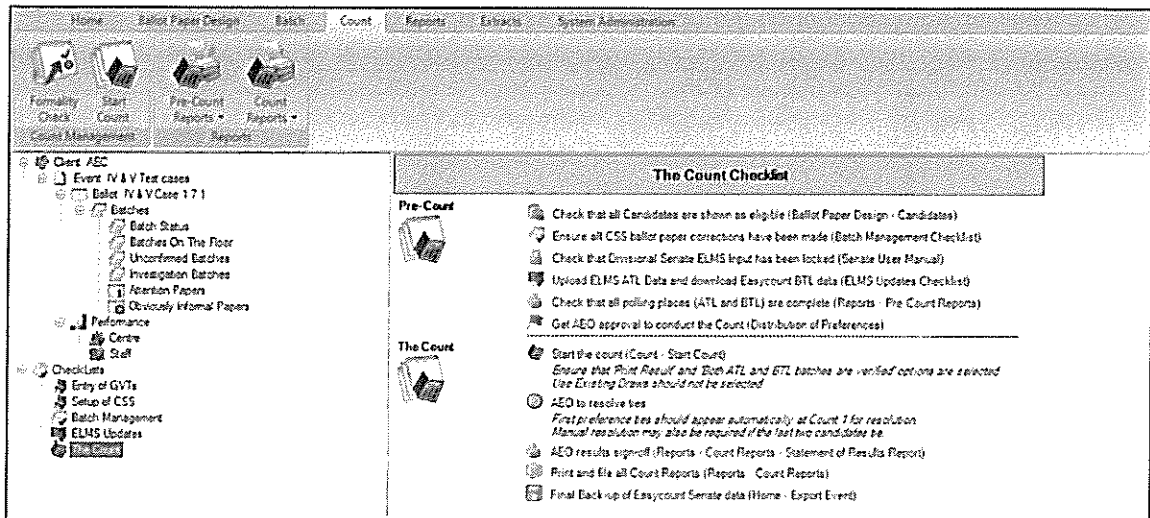 Home Ballot Paper Design Batch Count Reports Extracts System Administration
Formality Check
Start Count
Pre-Count Reports
Count Reports
Count Management
Reports
Client AEC
Event IV & V Test cases
Ballot IV & V Case 1 7 1
Batches
Batch Status
Batches On The Floor
Unconfirmed Batches
Investigation Batches
Attention Papers
Obviously Informal Papers
Performance
Centre
Staff
CheckLists
Entry of GVTs
Setup of CSS
Batch Management
ELMS Updates
The Count
The Count Checklist
Pre-Count
Check that all Candidates are shown as eligible (Ballot Paper Design - Candidates)
Ensure all CSS ballot paper corrections have been made (Batch Management Checklist)
Check that Divisional Senate ELMS Input has been locked (Senate User Manual)
Upload ELMS ATL Data and download Easycount BTL data (ELMS Updates Checklist)
Check that all polling places (ATL and BTL) are complete (Reports - Pre Count Reports)
Get AEO approval to conduct the Count (Distribution of Preferences)
The Count
Start the count (Count - Start Count)
Ensure that 'Print Result' and 'Both ATL and BTL batches are verified' options are selected
Use Existing Draws should not be selected
AEO to resolve ties
First preference ties should appear automatically at Count 1 for resolution.
Manual resolution may also be required if the last two candidates tie.
AEO results sign-off (Reports - Count Reports - Statement of Results Report)
Print and file all Count Reports (Reports - Count Reports)
Final Back-up of Easycount Senate data (Home - Export Event)